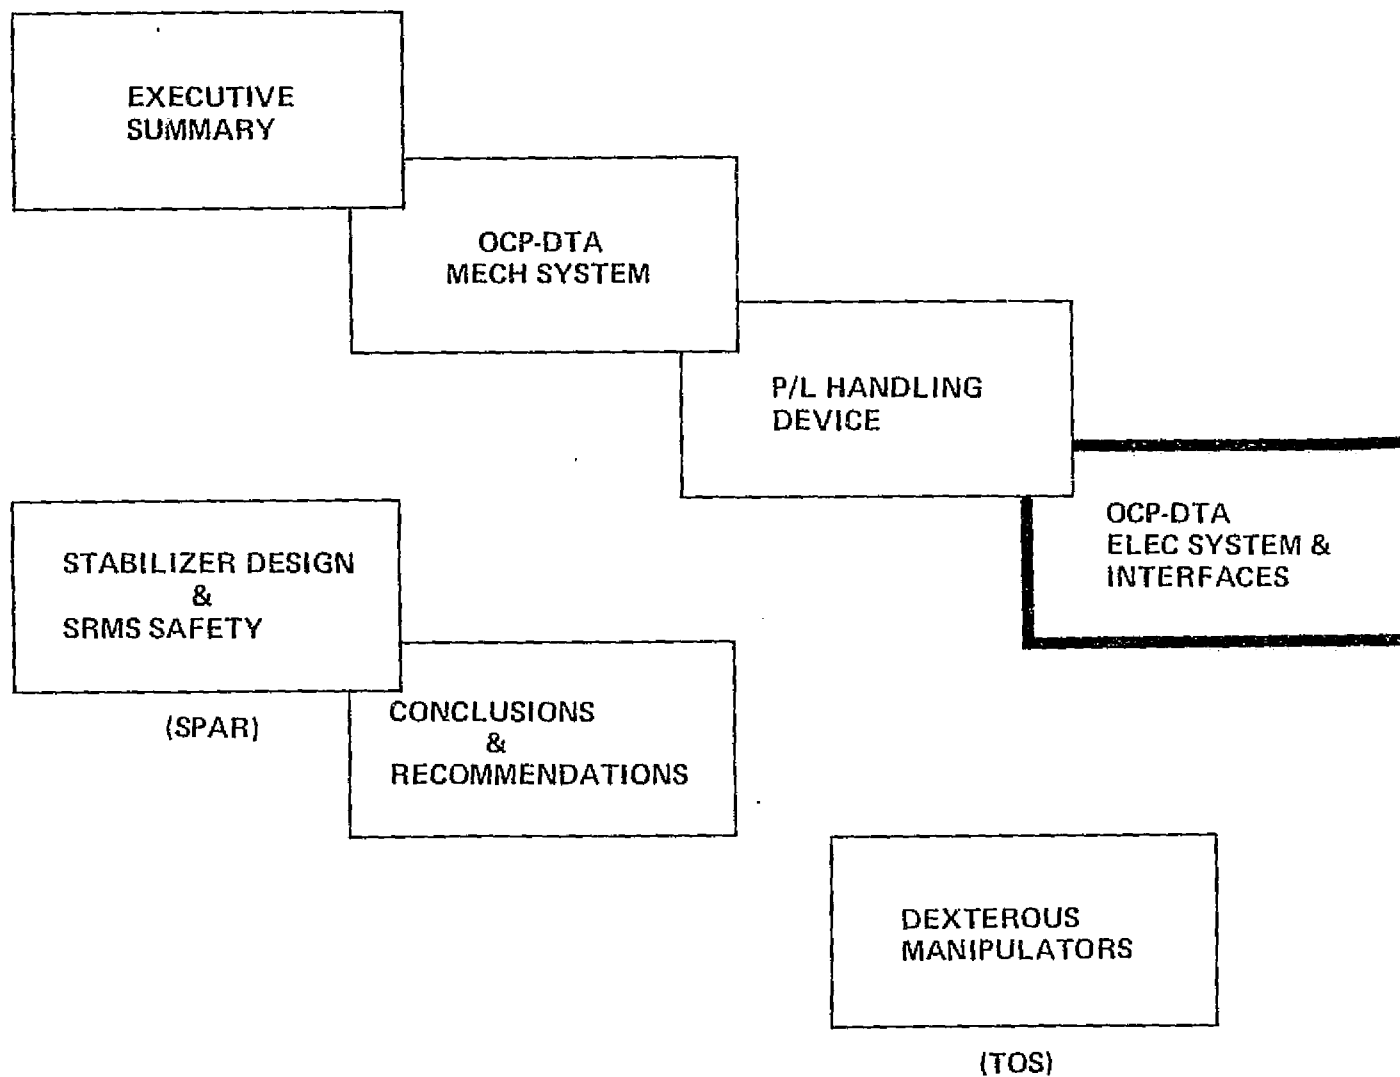 EXECUTIVE
SUMMARY
OCP-DTA
MECH SYSTEM
P/L HANDLING
DEVICE
OCP-DTA
ELEC SYSTEM &
INTERFACES
STABILIZER DESIGN
&
SRMS SAFETY
(SPAR)
CONCLUSIONS
&
RECOMMENDATIONS
DEXTEROUS
MANIPULATORS
(TOS)